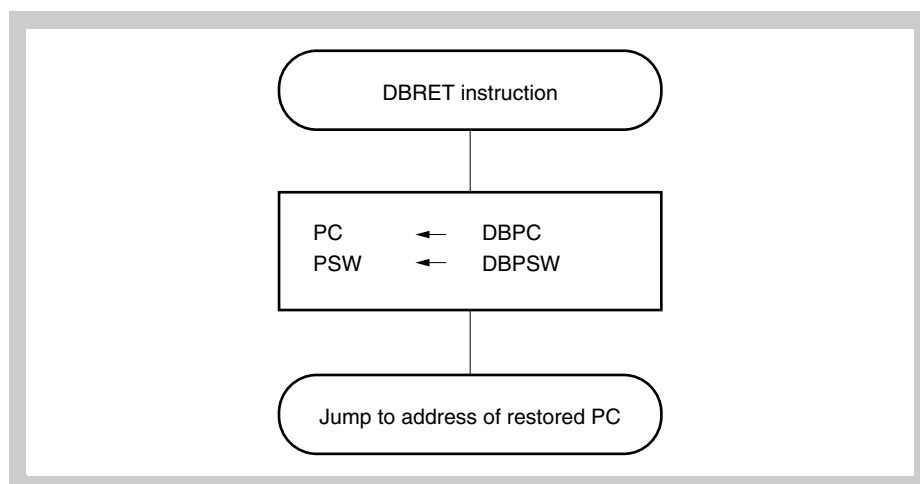 DBRET instruction
PC ← DBPC
PSW ← DBPSW
Jump to address of restored PC